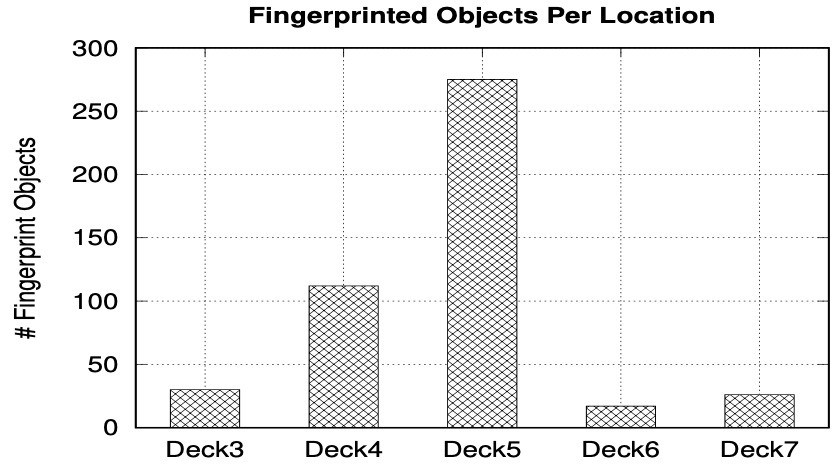 Fingerprinted Objects Per Location
# Fingerprint Objects
300
250
200
150
100
50
0
Deck3 Deck4 Deck5 Deck6 Deck7